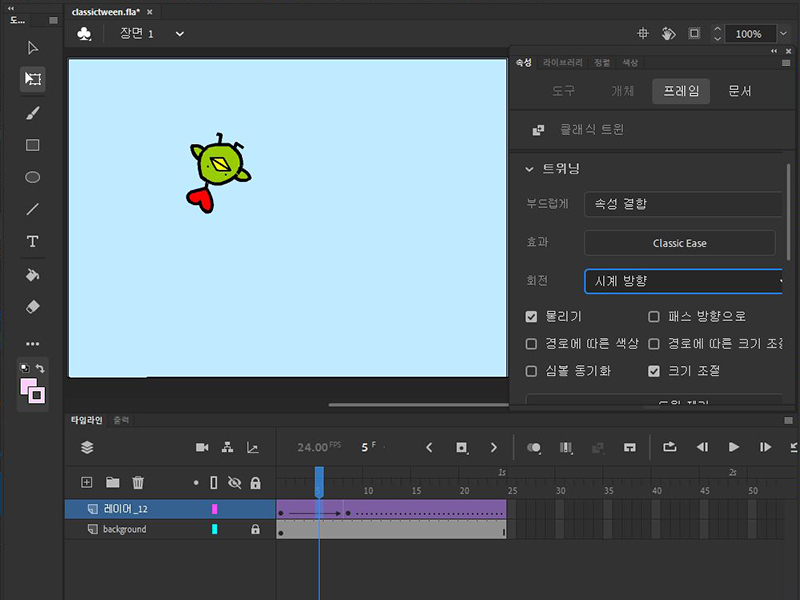 도...
classictween.fla*
장면 1
100%
속성 라이브러리 정렬 색상
도구 개체 프레임 문서
클래식 트윈
트위닝
부드럽게 속성 결합
효과 Classic Ease
회전 시계 방향
물리기 패스 방향으로
경로에 따른 색상 경로에 따른 크기 조절
심볼 동기화 크기 조절
타임라인 출력
24.00 FPS 5 F
1s 2s
5 10 15 20 25 30 35 40 45 50
레이어_12
background